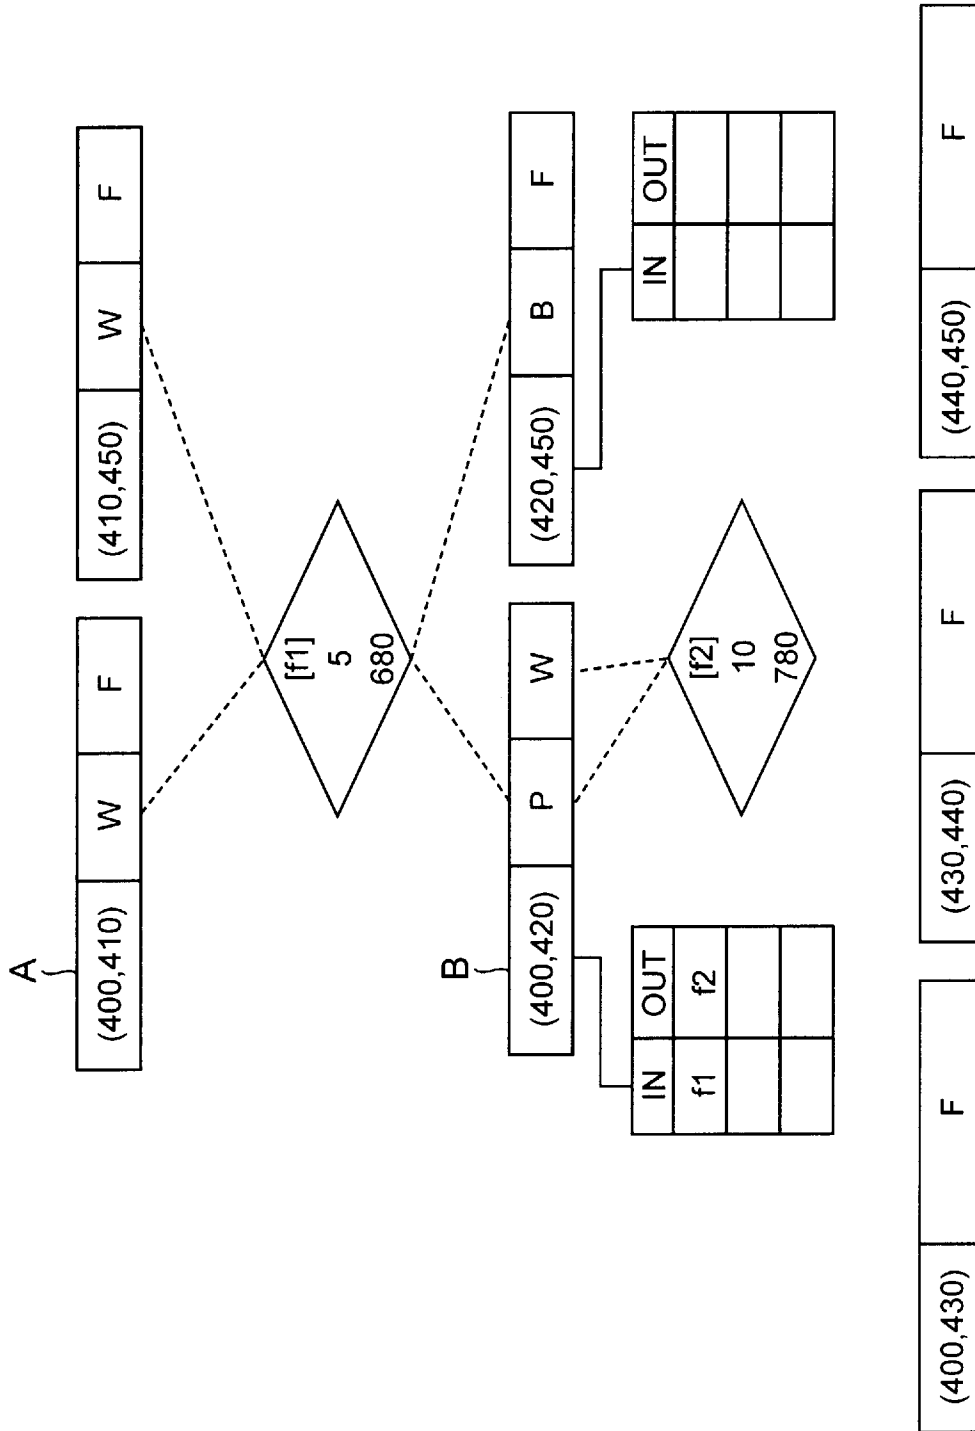 A
(400,410) W F
(410,450) W F
[f1]
5
680
B
(400,420) P W
(420,450) B F
IN OUT
f1 f2
IN OUT
[f2]
10
780
(400,430) F
(430,440) F
(440,450) F